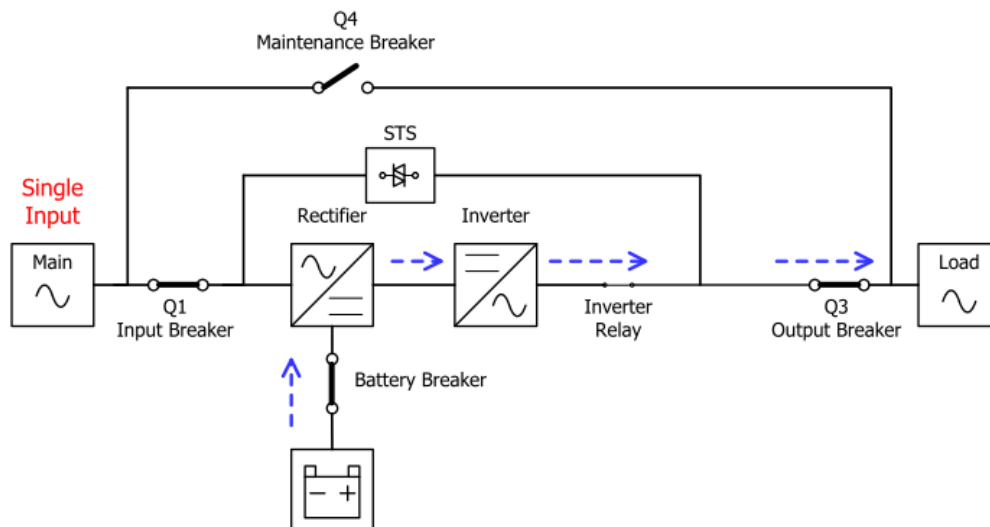 Q4
Maintenance Breaker
STS
Single
Input
Rectifier
Inverter
Main
Load
Q1
Input Breaker
Inverter
Relay
Q3
Output Breaker
Battery Breaker